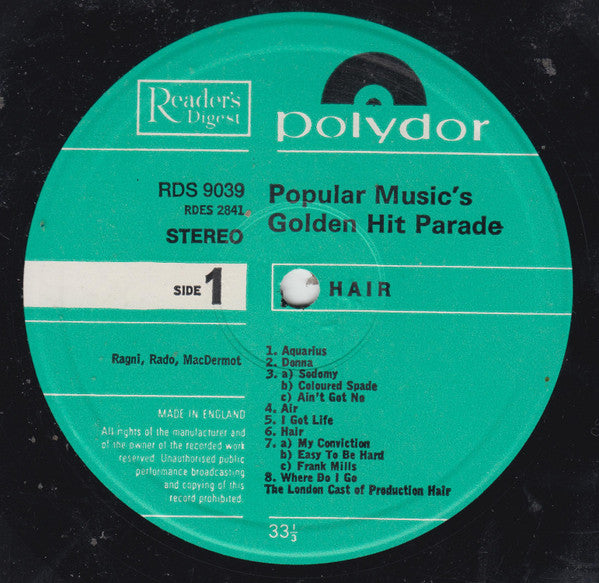 Reader's
Digest
polydor
RDS 9039
RDES 2841
STEREO
Popular Music's
Golden Hit Parade
SIDE 1
HAIR
Ragni, Rado, MacDermot
1. Aquarius
2. Donna
3. a) Sodomy
b) Coloured Spade
c) Ain't Got No
4. Air
5. I Got Life
6. Hair
7. a) My Conviction
b) Easy To Be Hard
c) Frank Mills
8. Where Do I Go
The London Cast of Production Hair
MADE IN ENGLAND
All rights of the manufacturer and
of the owner of the recorded work
reserved. Unauthorised public
performance broadcasting
and copying of this
record prohibited.
33⅓